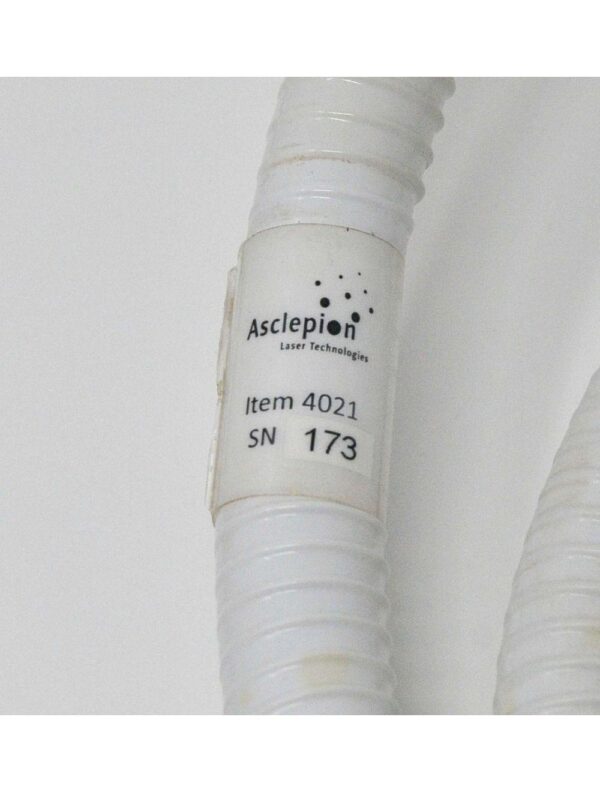 Asclepion
Laser Technologies
Item 4021
SN 173